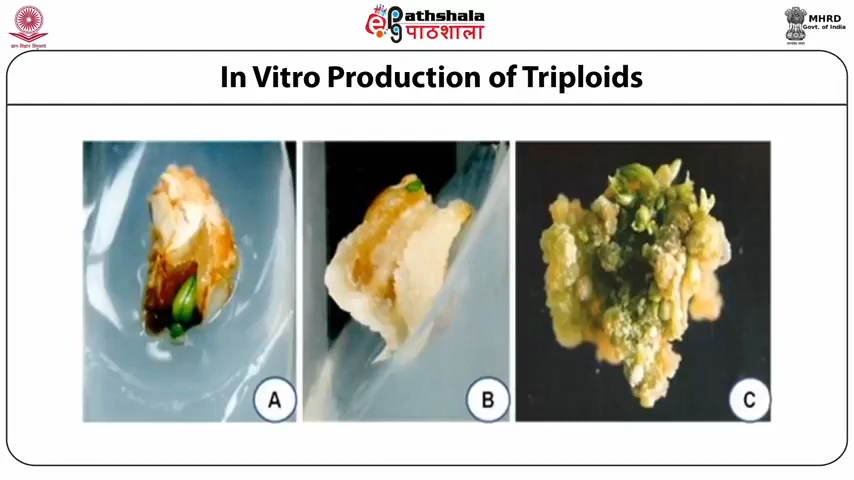 e Pathshala
पाठशाला
MHRD
Govt. of India
In Vitro Production of Triploids
A
B
C